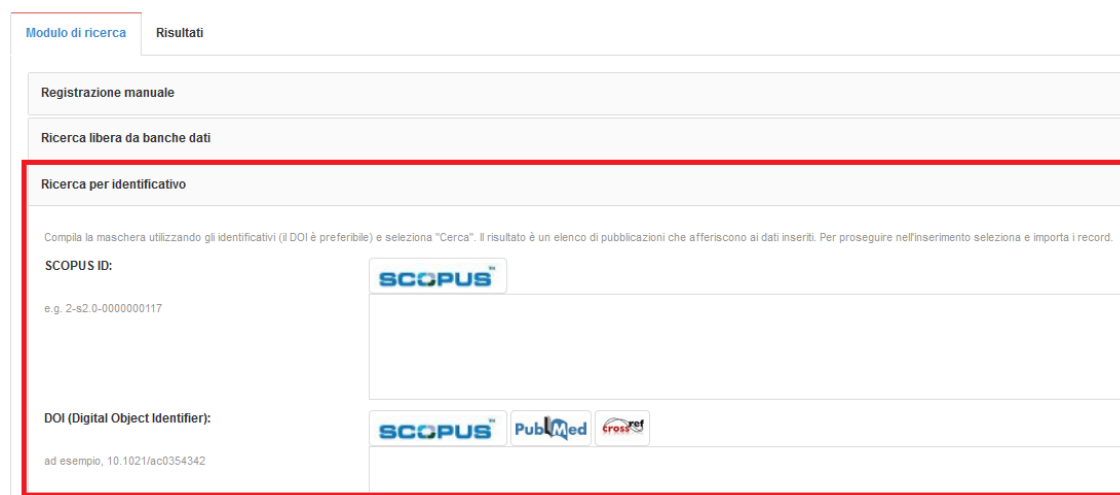 Modulo di ricerca Risultati
Registrazione manuale
Ricerca libera da banche dati
Ricerca per identificativo
Compila la maschera utilizzando gli identificativi (il DOI è preferibile) e seleziona "Cerca". Il risultato è un elenco di pubblicazioni che afferiscono ai dati inseriti. Per proseguire nell'inserimento seleziona e importa i record.
SCOPUS ID:
SCOPUS™
e.g. 2-s2.0-0000000117
DOI (Digital Object Identifier):
SCOPUS™ PubMed crossref
ad esempio, 10.1021/ac0354342